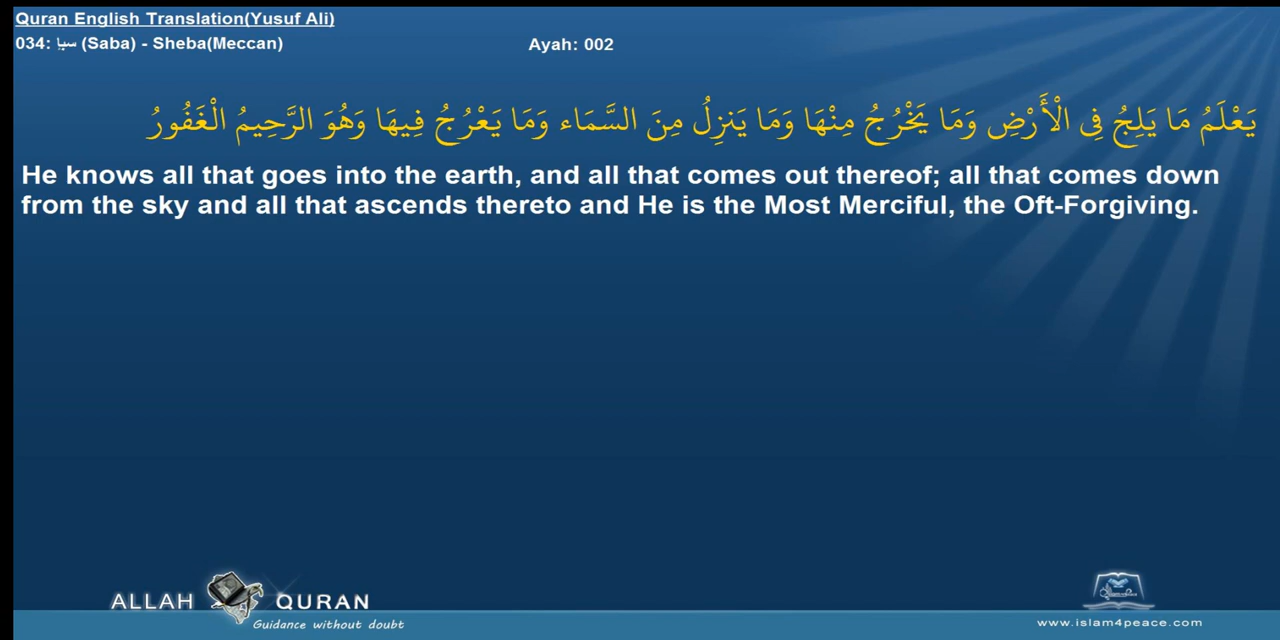 Quran English Translation(Yusuf Ali)
034: سبإ (Saba) - Sheba(Meccan) Ayah: 002
يَعْلَمُ مَا يَلِجُ فِي الْأَرْضِ وَمَا يَخْرُجُ مِنْهَا وَمَا يَنزِلُ مِنَ السَّمَاء وَمَا يَعْرُجُ فِيهَا وَهُوَ الرَّحِيمُ الْغَفُورُ
He knows all that goes into the earth, and all that comes out thereof; all that comes down
from the sky and all that ascends thereto and He is the Most Merciful, the Oft-Forgiving.
ALLAH QURAN
Guidance without doubt
www.islam4peace.com